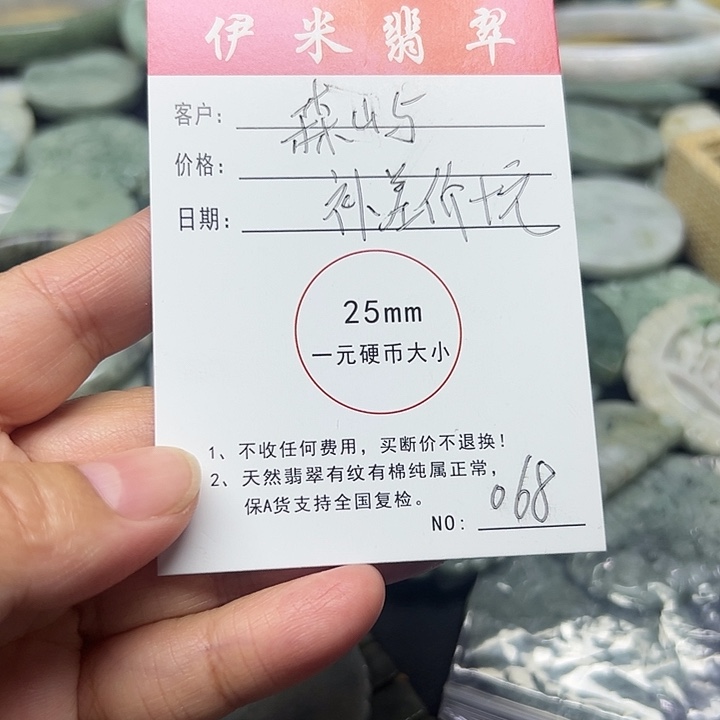 伊米翡翠
客户: 森屿
价格:
日期: 补差价十元
25mm
一元硬币大小
1、不收任何费用，买断价不退换！
2、天然翡翠有纹有棉纯属正常，
保A货支持全国复检。
NO: 068